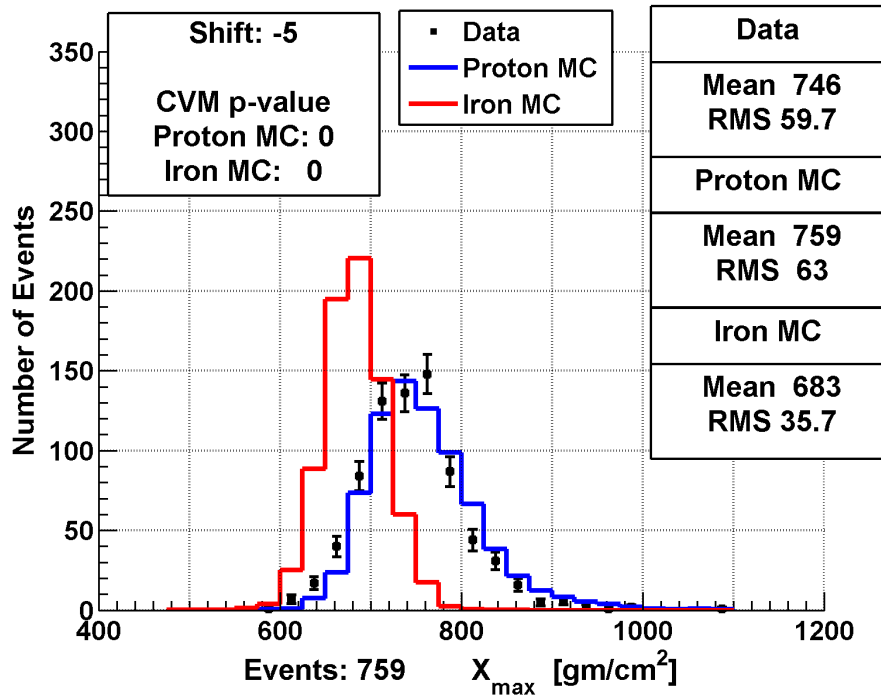 Shift: -5
CVM p-value
Proton MC: 0
Iron MC: 0
Data
Proton MC
Iron MC
Data
Mean 746
RMS 59.7
Proton MC
Mean 759
RMS 63
Iron MC
Mean 683
RMS 35.7
Number of Events
350
300
250
200
150
100
50
0
400
600
800
1000
1200
Events: 759 X_max [gm/cm²]